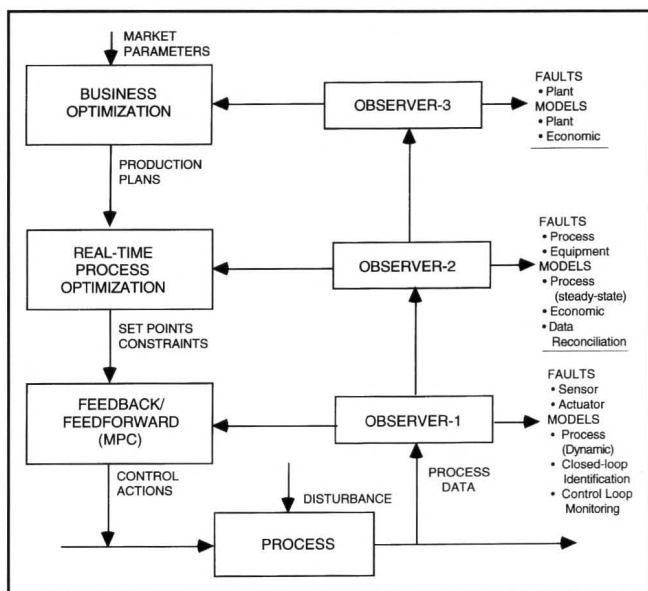 MARKET
PARAMETERS
BUSINESS
OPTIMIZATION
OBSERVER-3
FAULTS
• Plant
MODELS
• Plant
• Economic
PRODUCTION
PLANS
REAL-TIME
PROCESS
OPTIMIZATION
OBSERVER-2
FAULTS
• Process
• Equipment
MODELS
• Process
(steady-state)
• Economic
• Data
Reconciliation
SET POINTS
CONSTRAINTS
FEEDBACK/
FEEDFORWARD
(MPC)
OBSERVER-1
FAULTS
• Sensor
• Actuator
MODELS
• Process
(Dynamic)
• Closed-loop
Identification
• Control Loop
Monitoring
CONTROL
ACTIONS
DISTURBANCE
PROCESS
DATA
PROCESS